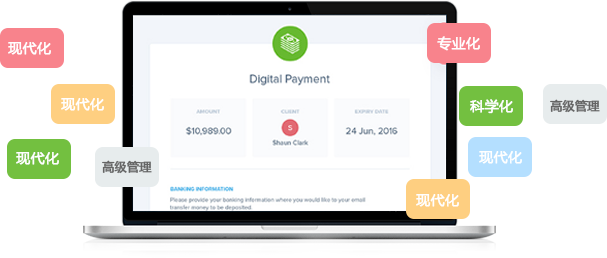 现代化
专业化
Digital Payment
现代化
科学化
高级管理
AMOUNT
CLIENT
EXPIRY DATE
$10,989.00
S
24 Jun, 2016
Shaun Clark
现代化
现代化
高级管理
BANKING INFORMATION
现代化
Please provide your banking information where you would like to your email
transfer money to be deposited.